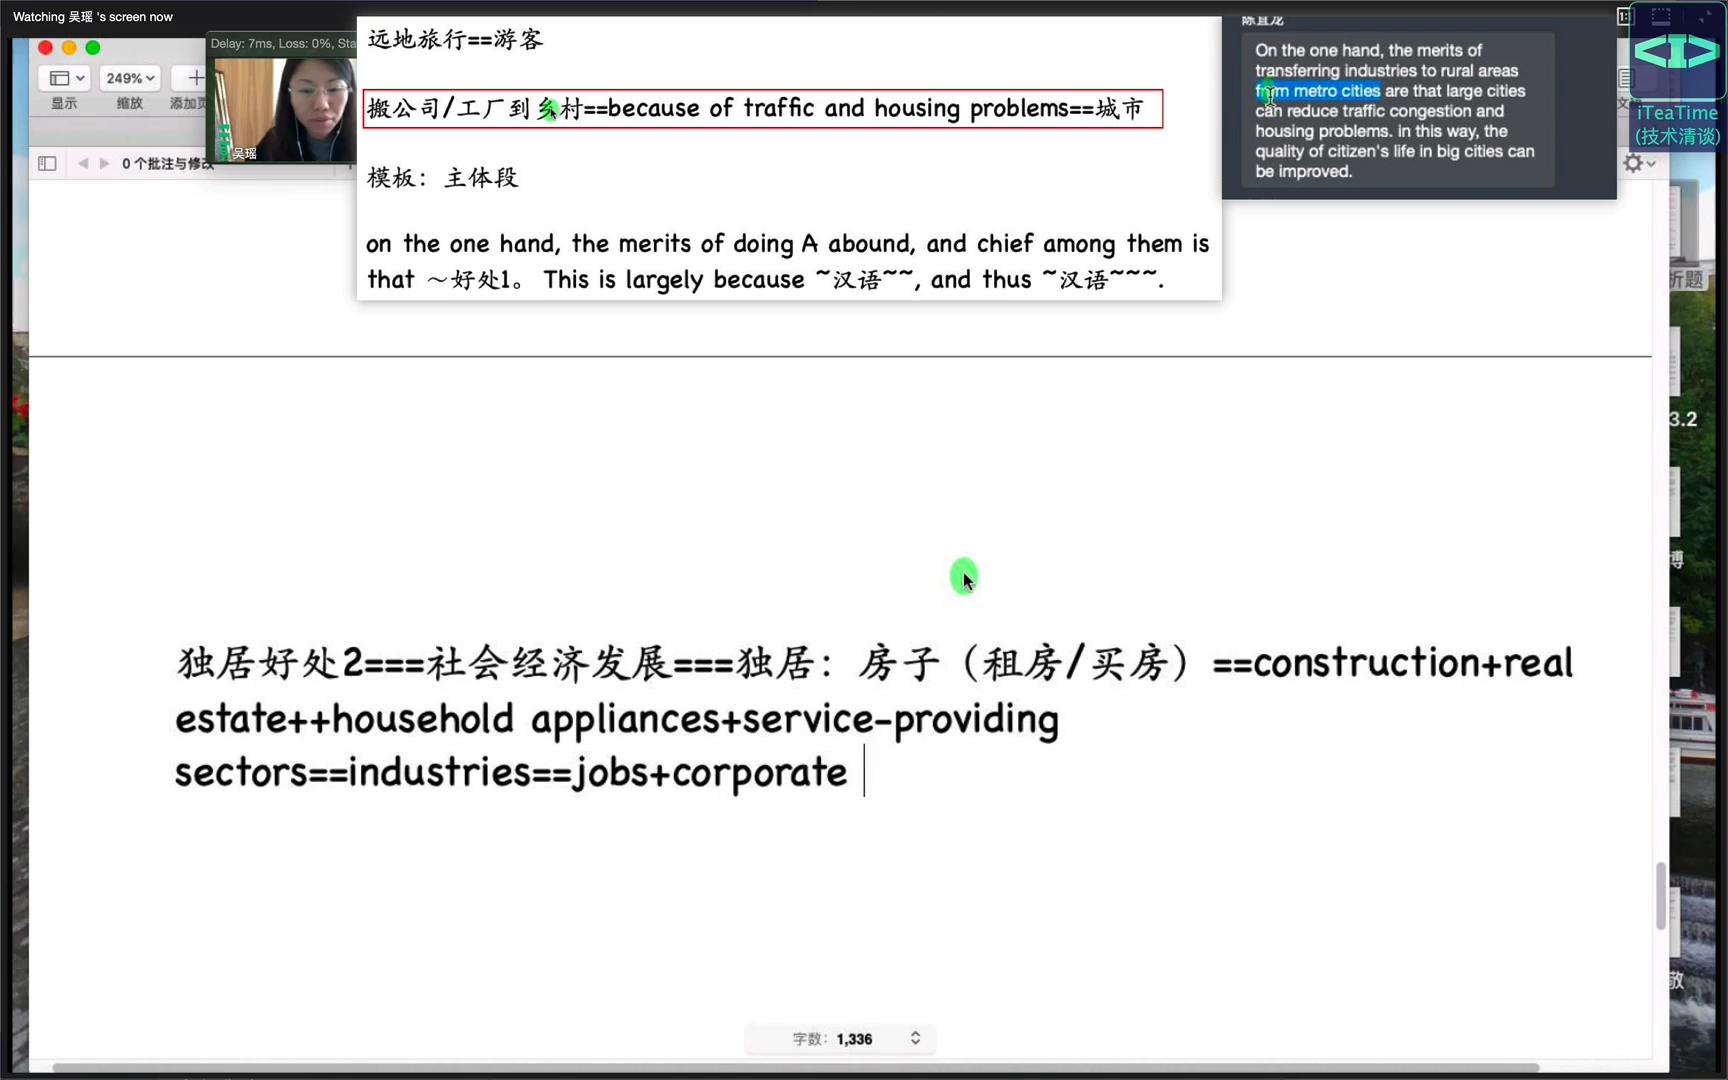 Watching 吴瑶 's screen now
Delay: 7ms, Loss: 0%, Sta
249%
显示
缩放
添加页
吴瑶
0 个批注与修改
远地旅行==游客
搬公司/工厂到乡村==because of traffic and housing problems==城市
模板：主体段
on the one hand, the merits of doing A abound, and chief among them is
that ～好处1。 This is largely because ~汉语~~, and thus ~汉语~~~.
陈宜龙
On the one hand, the merits of
transferring industries to rural areas
from metro cities are that large cities
can reduce traffic congestion and
housing problems. in this way, the
quality of citizen's life in big cities can
be improved.
iTeaTime
(技术清谈)
析题
3.2
博
敬
独居好处2===社会经济发展===独居：房子（租房/买房）==construction+real
estate++household appliances+service-providing
sectors==industries==jobs+corporate
字数： 1,336